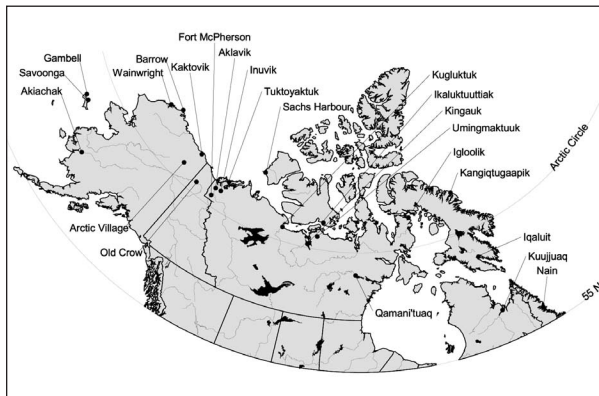 Fort McPherson
Aklavik
Inuvik
Tuktoyaktuk
Sachs Harbour
Gambell
Savoonga
Akiachak
Barrow
Wainwright
Kaktovik
Kugluktuk
Ikaluktuuttiak
Kingauk
Umingmaktuuk
Igloolik
Kangiqtugaapik
Arctic Circle
Arctic Village
Old Crow
Iqaluit
Kuujjuaq
Nain
Qamani'tuaq
55 N